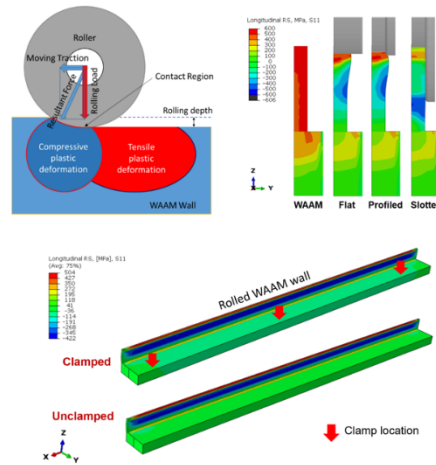 Roller
Moving Traction
Resultant Force
Rolling Load
Contact Region
Rolling depth
Compressive
plastic
deformation
Tensile
plastic
deformation
WAAM Wall
Longitudinal RS, [MPa], S11
600
500
400
300
200
100
0
-100
-200
-300
-400
-500
-600
-606
Z
Y
WAAM
Flat
Profiled
Slotte
Longitudinal RS, [MPa], S11
(Avg: 75%)
504
427
350
272
195
118
41
-36
-114
-191
-268
-345
-422
Rolled WAAM wall
Clamped
Unclamped
Z
X
Y
Clamp location